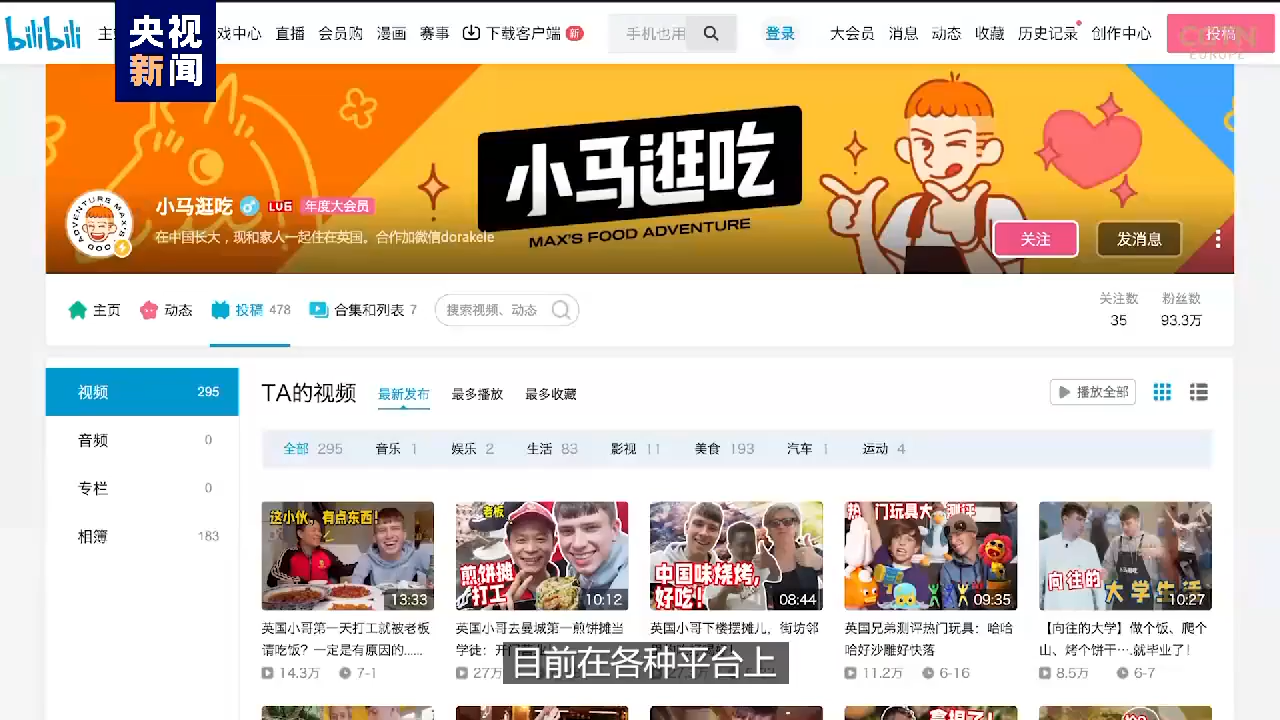 bilibili
央视
新闻
主
戏中心 直播 会员购 漫画 赛事 下载客户端 新 手机也用 登录 大会员 消息 动态 收藏 历史记录 创作中心 投稿
CGTN
EUROPE
小马逛吃
MAX'S FOOD ADVENTURE
小马逛吃 LV6 年度大会员
在中国长大,现和家人一起住在英国。合作加微信dorakele
关注 发消息
主页 动态 投稿 478 合集和列表 7 搜索视频、动态
关注数 粉丝数
35 93.3万
视频 295
音频 0
专栏 0
相簿 183
TA的视频 最新发布 最多播放 最多收藏 播放全部
全部 295 音乐 1 娱乐 2 生活 83 影视 11 美食 193 汽车 1 运动 4
这小伙,有点东西!
13:33
老板
煎饼摊
打工
10:12
中国味烧烤,
好吃!
08:44
热门玩具大测评
09:35
向往的
大学生活
10:27
英国小哥第一天打工就被老板
请吃饭?一定是有原因的......
14.3万 7-1
英国小哥去曼城第一煎饼摊当
学徒:开
27万
英国小哥下楼摆摊儿,街坊邻
英国兄弟测评热门玩具:哈哈
哈好沙雕好快落
11.2万 6-16
【向往的大学】做个饭、爬个
山、烤个饼干…就毕业了!
8.5万 6-7
目前在各种平台上